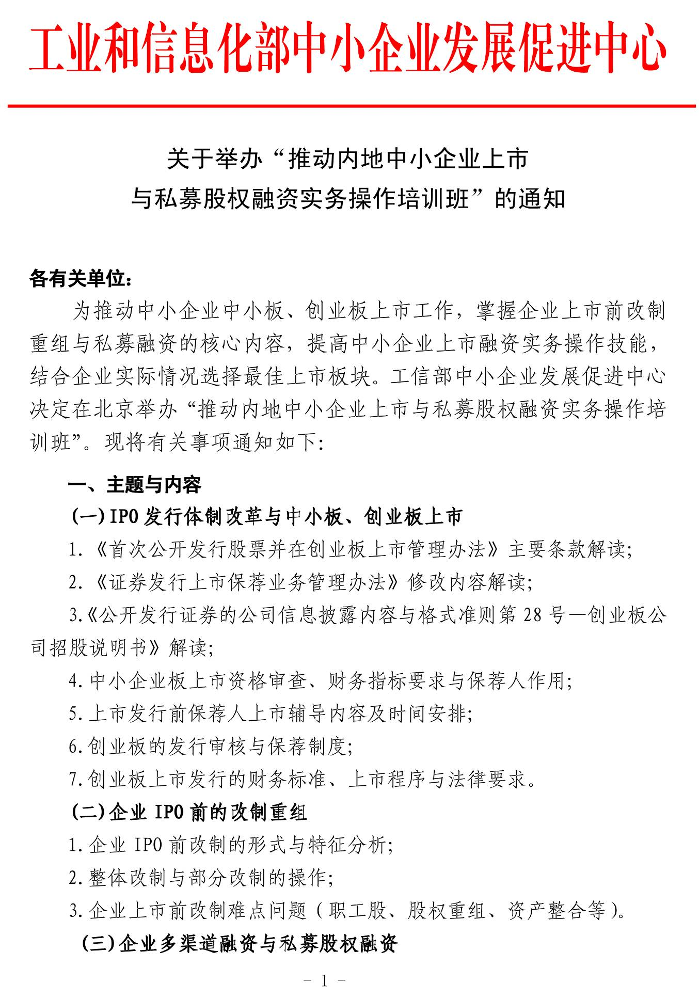 工业和信息化部中小企业发展促进中心
关于举办“推动内地中小企业上市
与私募股权融资实务操作培训班”的通知
各有关单位：
为推动中小企业中小板、创业板上市工作，掌握企业上市前改制
重组与私募融资的核心内容，提高中小企业上市融资实务操作技能，
结合企业实际情况选择最佳上市板块。工信部中小企业发展促进中心
决定在北京举办“推动内地中小企业上市与私募股权融资实务操作培
训班”。现将有关事项通知如下：
一、主题与内容
(一)IPO 发行体制改革与中小板、创业板上市
1.《首次公开发行股票并在创业板上市管理办法》主要条款解读；
2.《证券发行上市保荐业务管理办法》修改内容解读；
3.《公开发行证券的公司信息披露内容与格式准则第 28 号—创业板公
司招股说明书》解读；
4.中小企业板上市资格审查、财务指标要求与保荐人作用；
5.上市发行前保荐人上市辅导内容及时间安排；
6.创业板的发行审核与保荐制度；
7.创业板上市发行的财务标准、上市程序与法律要求。
(二)企业 IPO 前的改制重组
1.企业 IPO 前改制的形式与特征分析；
2.整体改制与部分改制的操作；
3.企业上市前改制难点问题（职工股、股权重组、资产整合等）。
(三)企业多渠道融资与私募股权融资
- 1 -